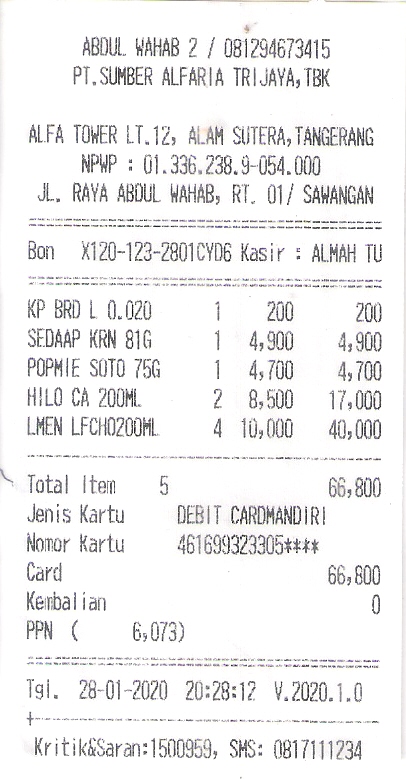 ABDUL WAHAB 2 / 081294673415
PT.SUMBER ALFARIA TRIJAYA,TBK
ALFA TOWER LT.12, ALAM SUTERA,TANGERANG
NPWP : 01.336.238.9-054.000
JL. RAYA ABDUL WAHAB, RT. 01/ SAWANGAN
Bon X120-123-2801CYD6 Kasir : ALMAH TU
KP BRD L 0.020 1 200 200
SEDAAP KRN 81G 1 4,900 4,900
POPMIE SOTO 75G 1 4,700 4,700
HILO CA 200ML 2 8,500 17,000
LMEN LFCHO200ML 4 10,000 40,000
Total Item 5 66,800
Jenis Kartu DEBIT CARDMANDIRI
Nomor Kartu 461699323305****
Card 66,800
Kembalian 0
PPN ( 6,073)
Tgl. 28-01-2020 20:28:12 V.2020.1.0
Kritik&Saran:1500959, SMS: 0817111234